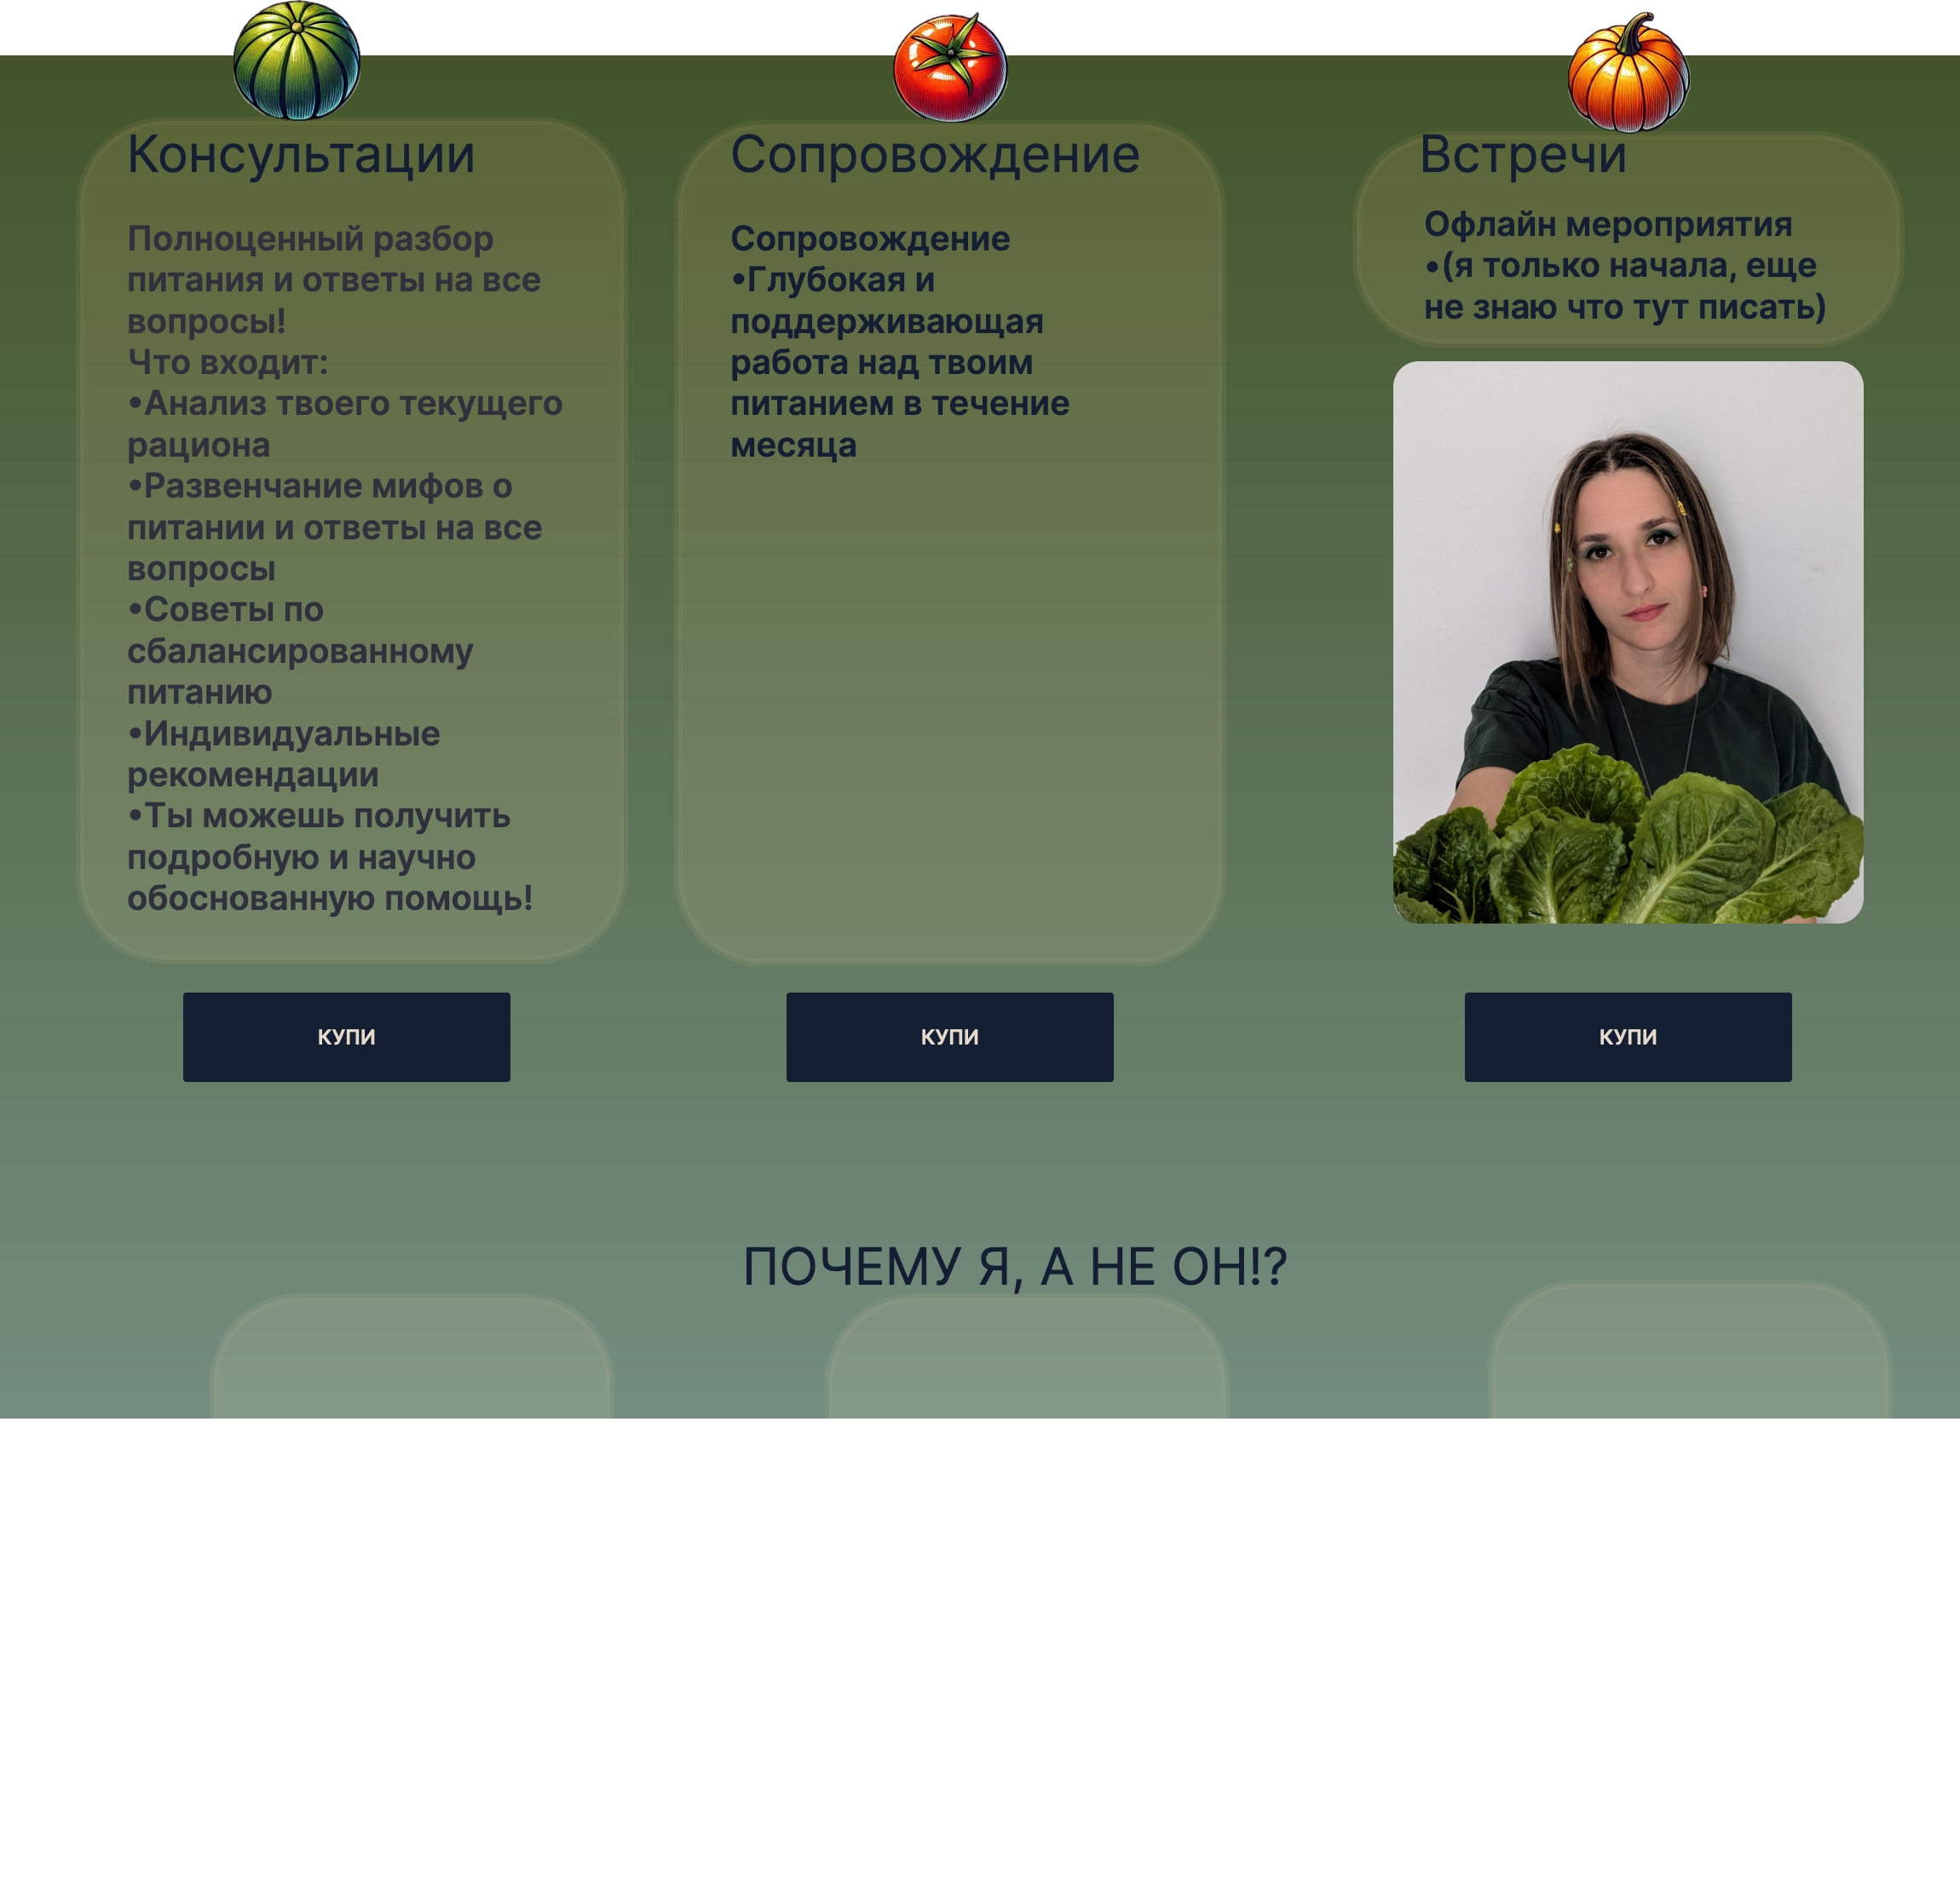 Консультации
Полноценный разбор
питания и ответы на все
вопросы!
Что входит:
•Анализ твоего текущего
рациона
•Развенчание мифов о
питании и ответы на все
вопросы
•Советы по
сбалансированному
питанию
•Индивидуальные
рекомендации
•Ты можешь получить
подробную и научно
обоснованную помощь!
КУПИ
Сопровождение
Сопровождение
•Глубокая и
поддерживающая
работа над твоим
питанием в течение
месяца
КУПИ
Встречи
Офлайн мероприятия
•(я только начала, еще
не знаю что тут писать)
КУПИ
ПОЧЕМУ Я, А НЕ ОН!?